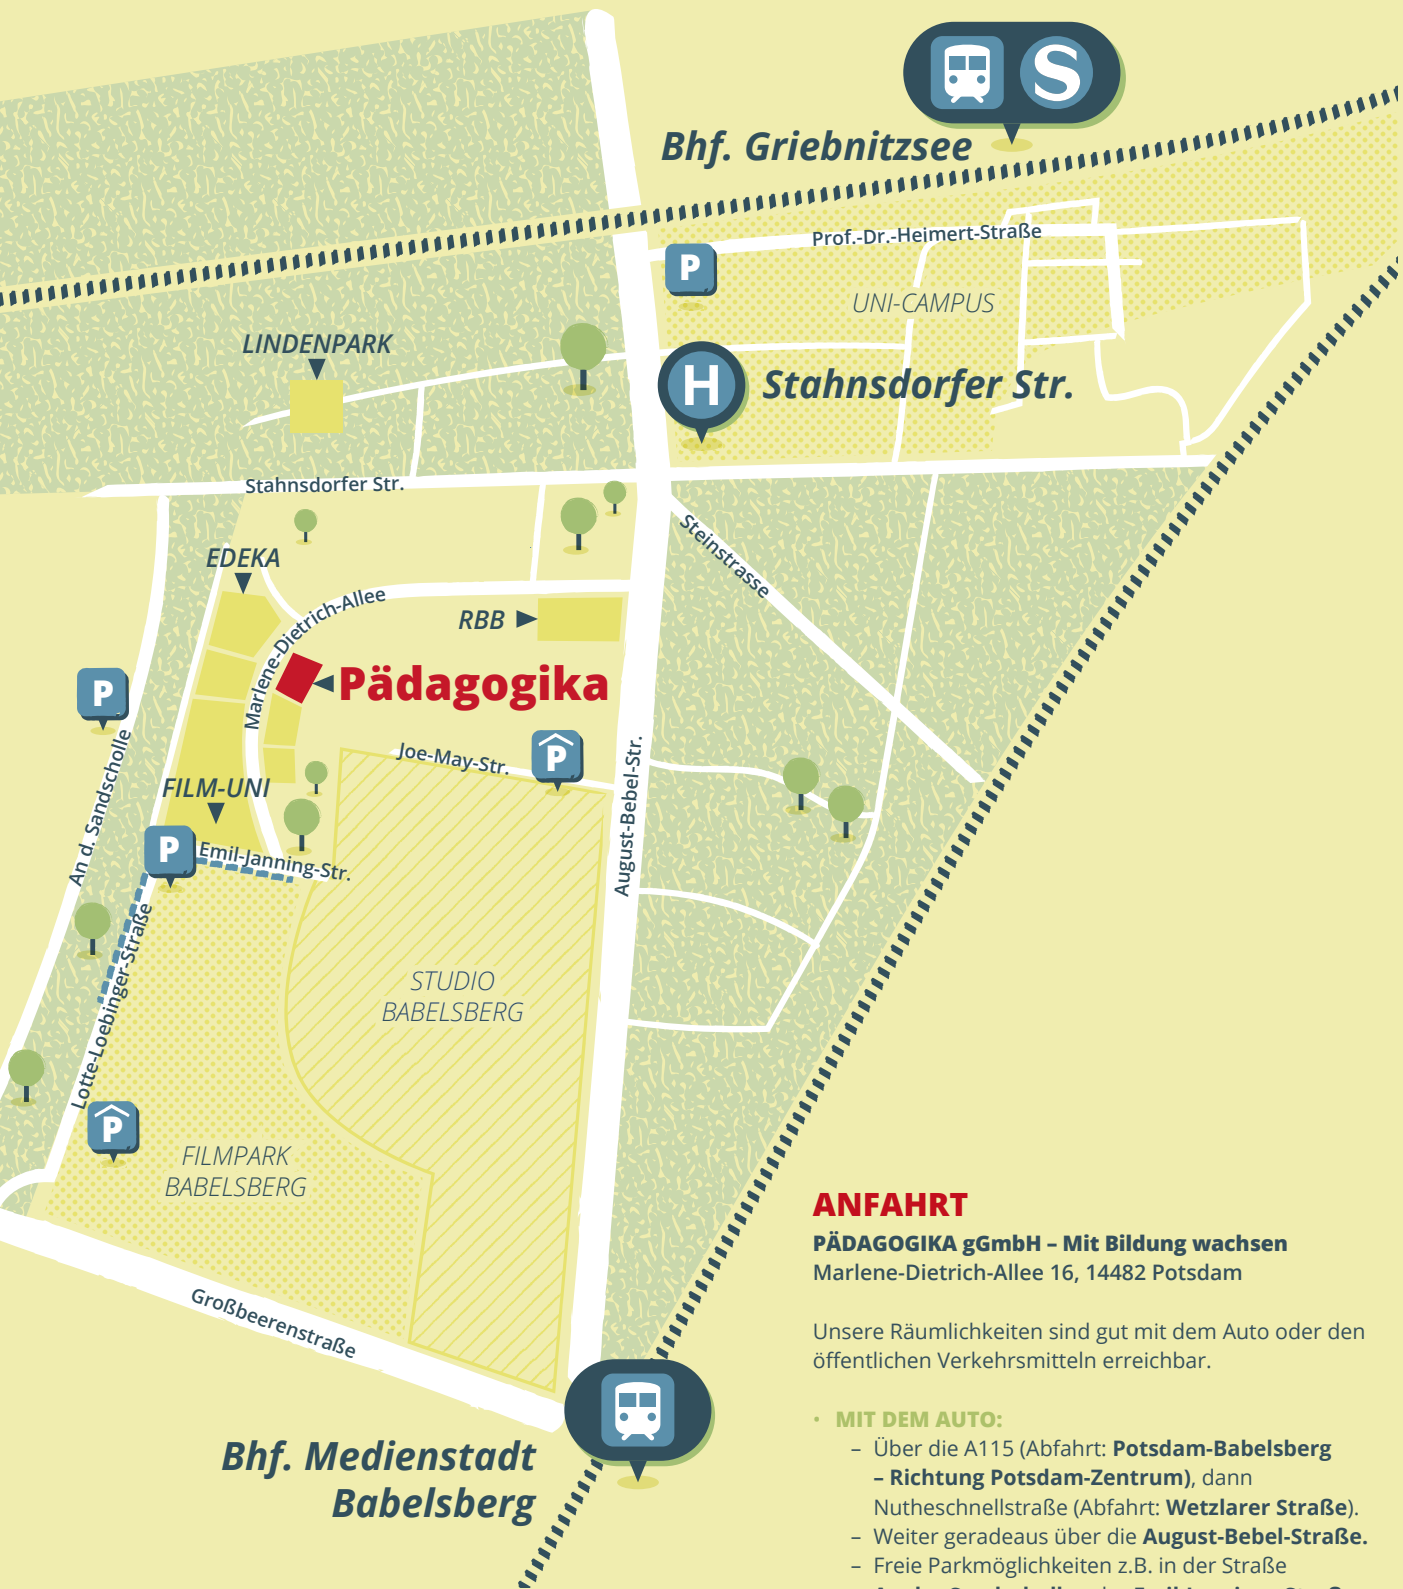 S
Bhf. Griebnitzsee
Prof.-Dr.-Heimert-Straße
P
UNI-CAMPUS
LINDENPARK
H
Stahnsdorfer Str.
Stahnsdorfer Str.
Steinstrasse
EDEKA
Marlene-Dietrich-Allee
RBB
Pädagogika
P
Joe-May-Str.
P
August-Bebel-Str.
An d. Sandscholle
FILM-UNI
P
Emil-Janning-Str.
Lotte-Loebinger-Straße
STUDIO
BABELSBERG
P
FILMPARK
BABELSBERG
Großbeerenstraße
Bhf. Medienstadt
Babelsberg
ANFAHRT
PÄDAGOGIKA gGmbH – Mit Bildung wachsen
Marlene-Dietrich-Allee 16, 14482 Potsdam
Unsere Räumlichkeiten sind gut mit dem Auto oder den
öffentlichen Verkehrsmitteln erreichbar.
• MIT DEM AUTO:
– Über die A115 (Abfahrt: Potsdam-Babelsberg
– Richtung Potsdam-Zentrum), dann
Nutheschnellstraße (Abfahrt: Wetzlarer Straße).
– Weiter geradeaus über die August-Bebel-Straße.
– Freie Parkmöglichkeiten z.B. in der Straße